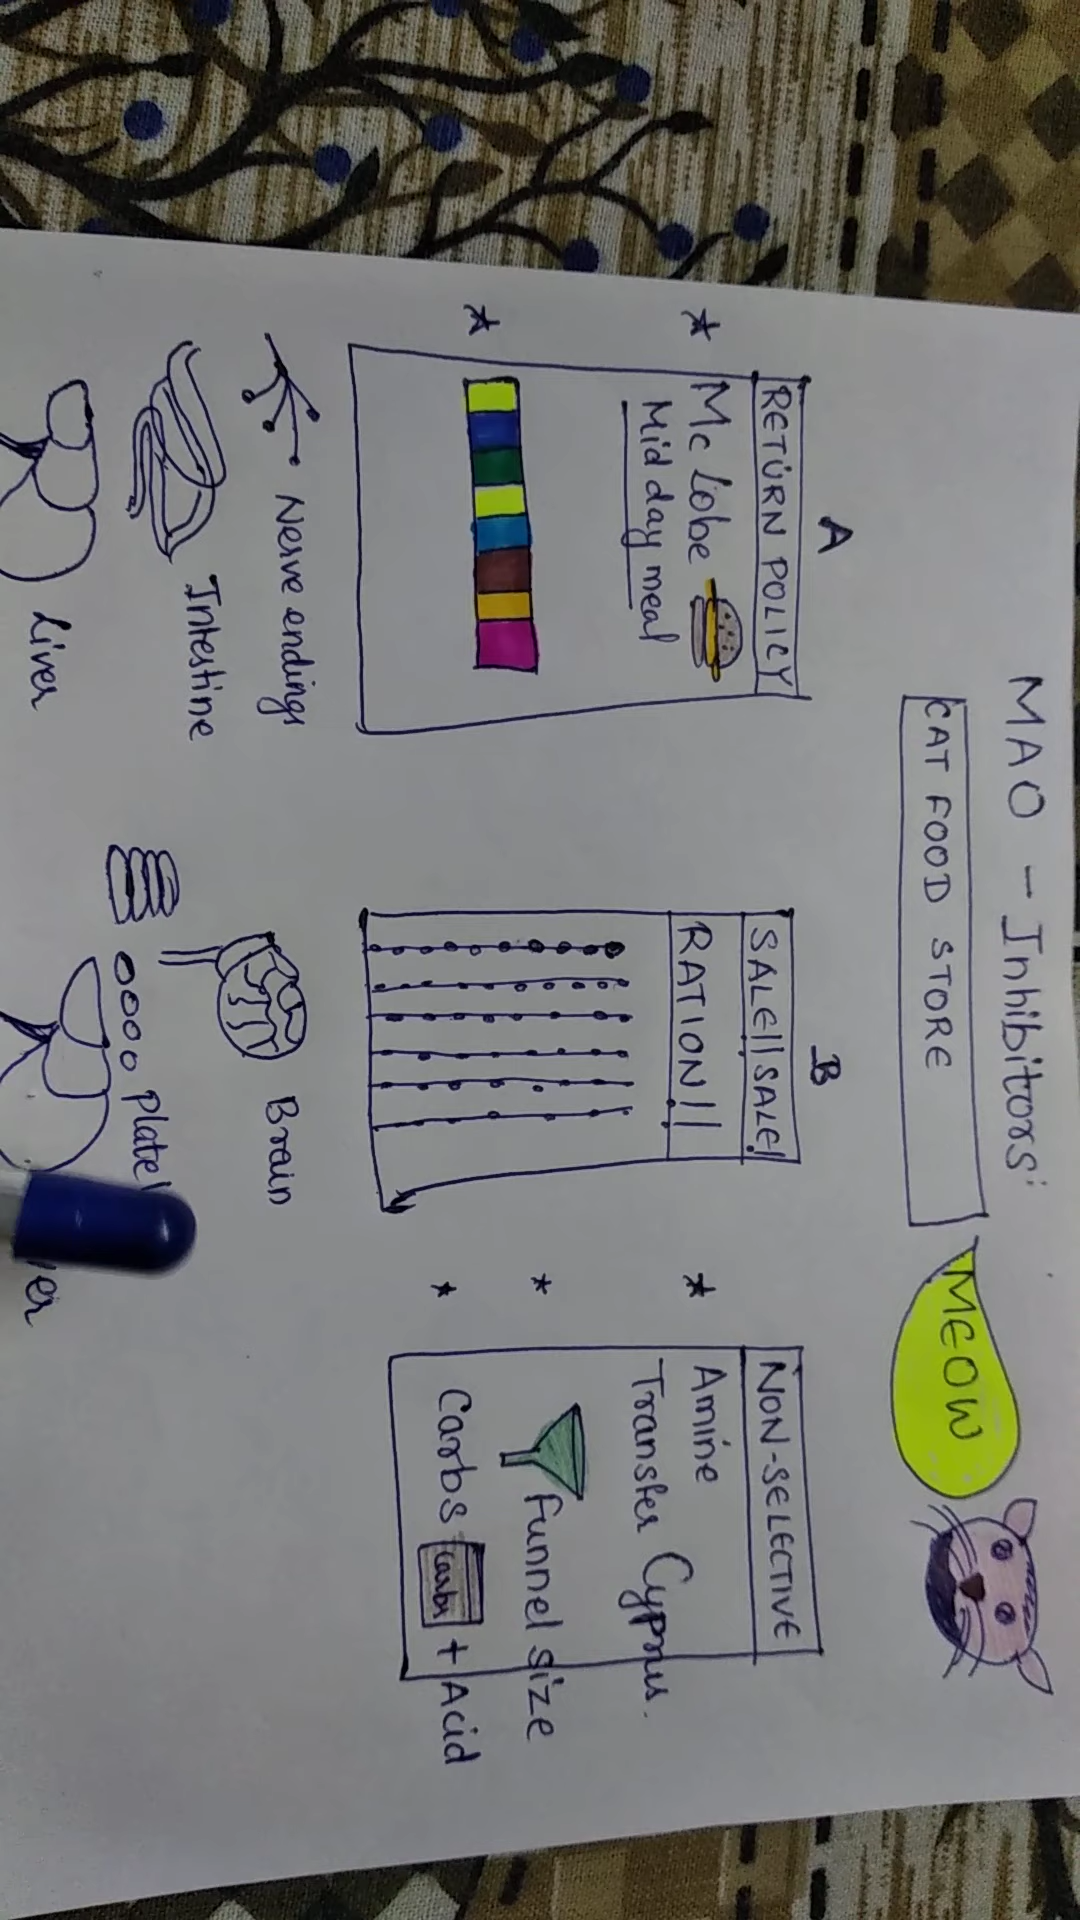 MAO - Inhibitors:
CAT FOOD STORE
MEOW
A
RETURN POLICY
Mc Lobe
Mid day meal
Nerve endings
Intestine
Liver
B
SALE!!SALE!
RATION!!
Brain
Platel
er
NON-SELECTIVE
Amine
Transfer Cyprus.
Funnel size
Carbs Carbs + Acid